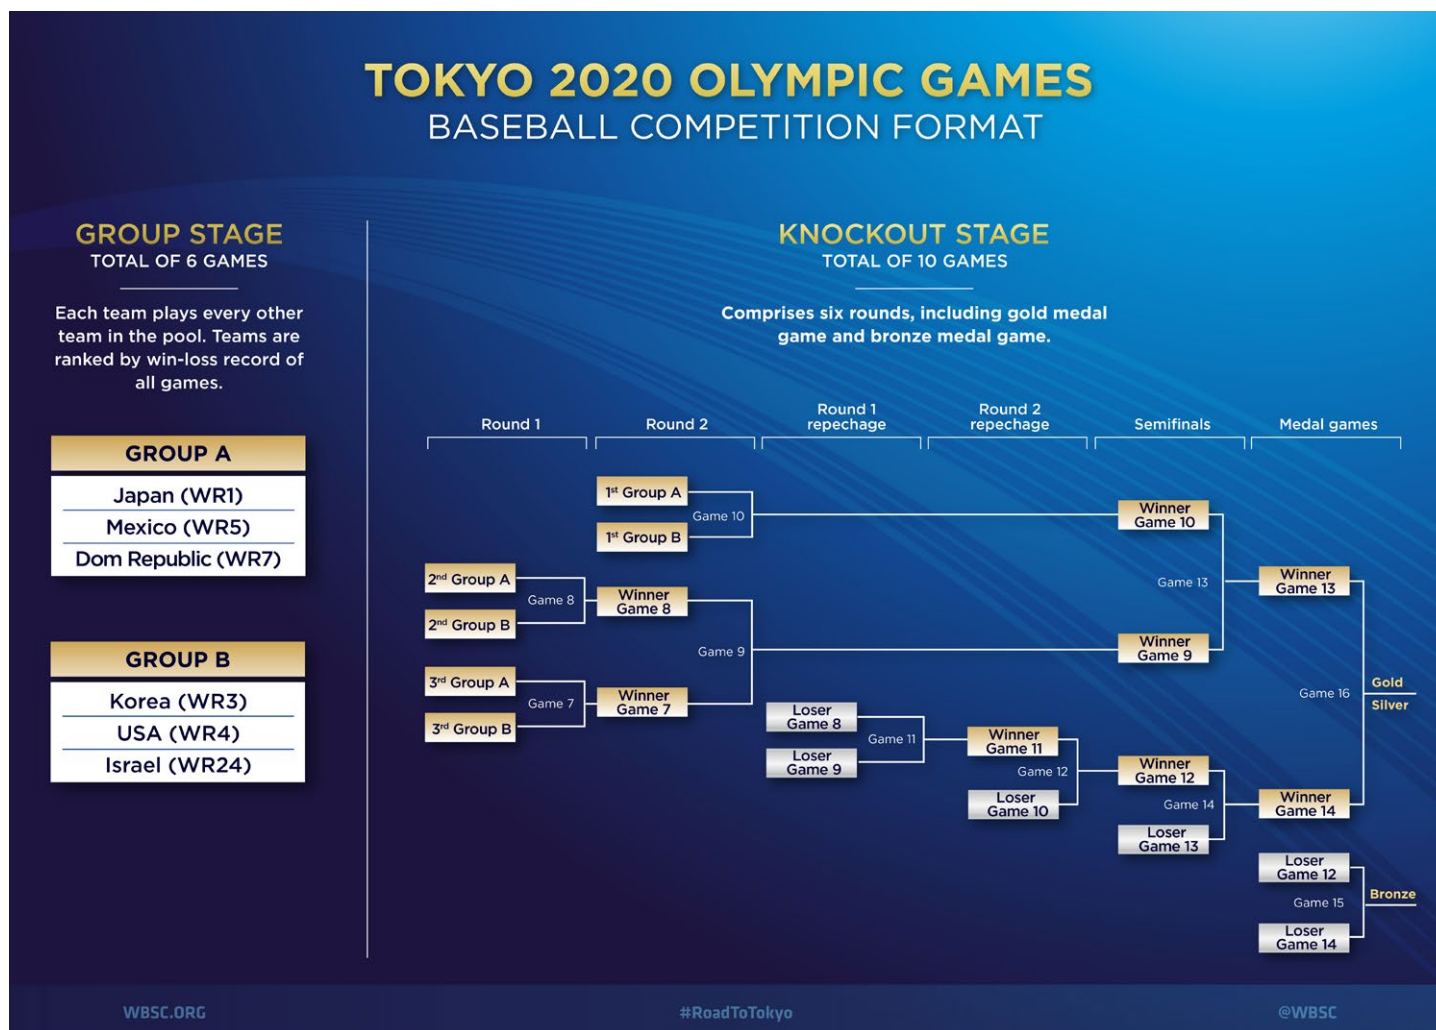 TOKYO 2020 OLYMPIC GAMES
BASEBALL COMPETITION FORMAT
GROUP STAGE
TOTAL OF 6 GAMES
Each team plays every other
team in the pool. Teams are
ranked by win-loss record of
all games.
GROUP A
Japan (WR1)
Mexico (WR5)
Dom Republic (WR7)
GROUP B
Korea (WR3)
USA (WR4)
Israel (WR24)
KNOCKOUT STAGE
TOTAL OF 10 GAMES
Comprises six rounds, including gold medal
game and bronze medal game.
Round 1
2nd Group A
Game 8
2nd Group B
3rd Group A
Game 7
3rd Group B
Round 2
1st Group A
Game 10
1st Group B
Winner
Game 8
Game 9
Winner
Game 7
Round 1
repechage
Loser
Game 8
Game 11
Loser
Game 9
Round 2
repechage
Winner
Game 11
Game 12
Loser
Game 10
Semifinals
Winner
Game 10
Game 13
Winner
Game 9
Winner
Game 12
Game 14
Loser
Game 13
Medal games
Winner
Game 13
Game 16
Gold
Silver
Winner
Game 14
Loser
Game 12
Game 15
Bronze
Loser
Game 14
WBSC.ORG
#RoadToTokyo
@WBSC